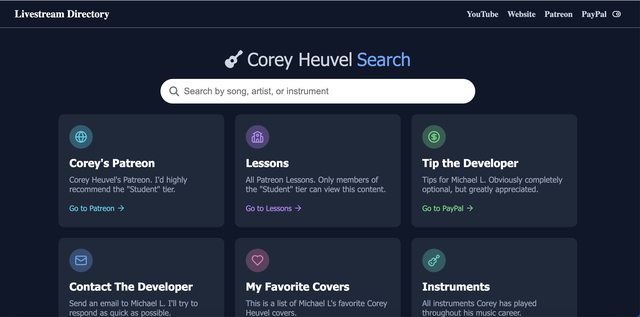 Livestream Directory
YouTube Website Patreon PayPal
Corey Heuvel Search
Search by song, artist, or instrument
Corey's Patreon
Corey Heuvel's Patreon. I'd highly
recommend the "Student" tier.
Go to Patreon →
Lessons
All Patreon Lessons. Only members of
the "Student" tier can view this content.
Go to Lessons →
Tip the Developer
Tips for Michael L. Obviously completely
optional, but greatly appreciated.
Go to PayPal →
Contact The Developer
Send an email to Michael L. I'll try to
respond as quick as possible.
My Favorite Covers
This is a list of Michael L's favorite Corey
Heuvel covers.
Instruments
All instruments Corey has played
throughout his music career.